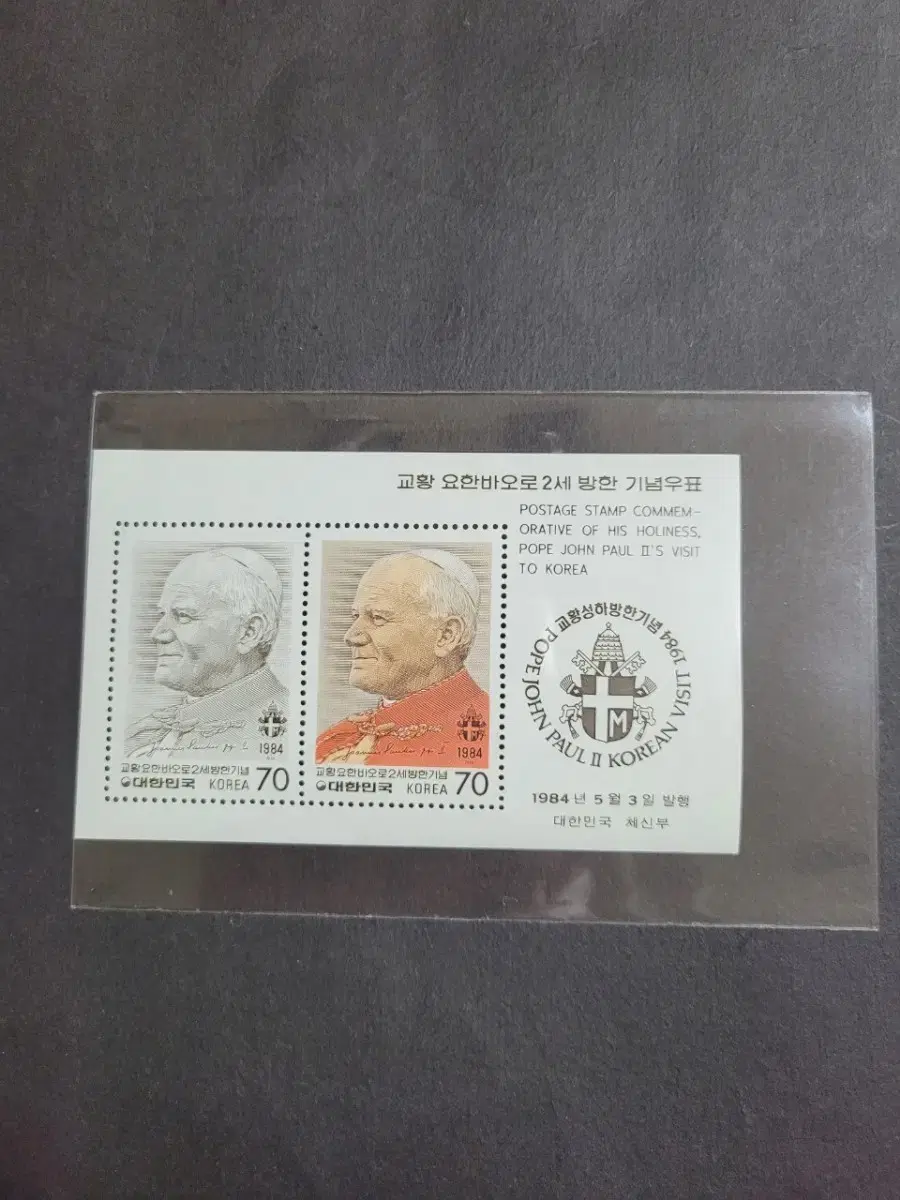 교황 요한바오로 2세 방한 기념우표
POSTAGE STAMP COMMEM-
ORATIVE OF HIS HOLINESS,
POPE JOHN PAUL II'S VISIT
TO KOREA
교황성하방한기념 1984
POPE JOHN PAUL II KOREAN VISIT
M
1984년 5월 3일 발행
대한민국 체신부
1984
교황요한바오로2세방한기념
대한민국 KOREA 70
1984
교황요한바오로2세방한기념
대한민국 KOREA 70